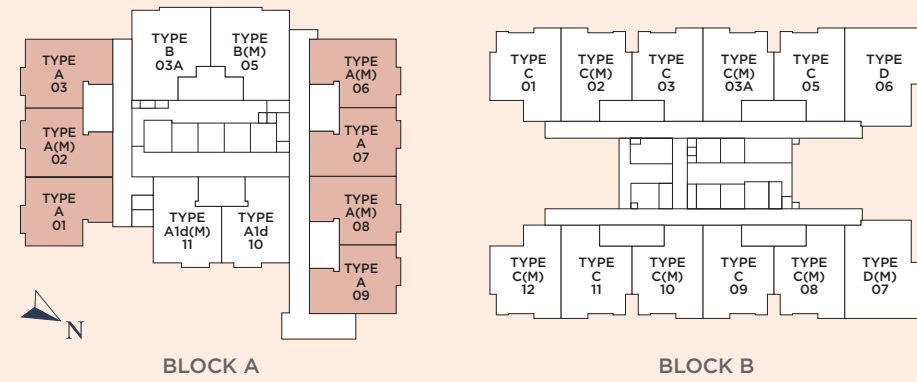 TYPE
A
03
TYPE
A(M)
02
TYPE
A
01
TYPE
B
03A
TYPE
B(M)
05
TYPE
A(M)
06
TYPE
A
07
TYPE
A(M)
08
TYPE
A
09
TYPE
A1d(M)
11
TYPE
A1d
10
N
BLOCK A
TYPE
C
01
TYPE
C(M)
02
TYPE
C
03
TYPE
C(M)
03A
TYPE
C
05
TYPE
D
06
TYPE
C(M)
12
TYPE
C
11
TYPE
C(M)
10
TYPE
C
09
TYPE
C(M)
08
TYPE
D(M)
07
BLOCK B